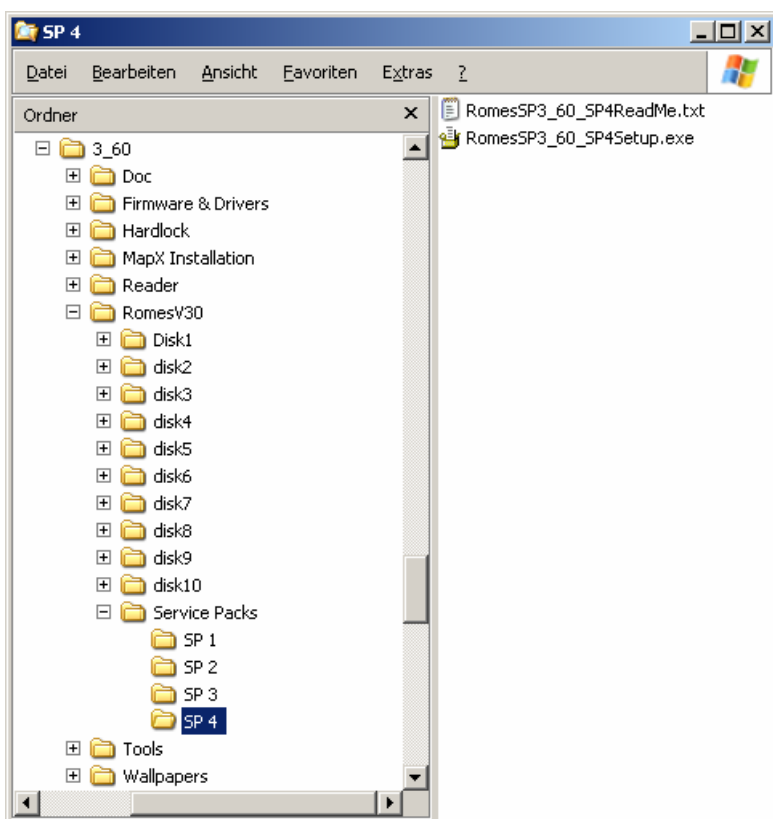 SP 4
Datei Bearbeiten Ansicht Favoriten Extras ?
Ordner
3_60
Doc
Firmware & Drivers
Hardlock
MapX Installation
Reader
RomesV30
Disk1
disk2
disk3
disk4
disk5
disk6
disk7
disk8
disk9
disk10
Service Packs
SP 1
SP 2
SP 3
SP 4
Tools
Wallpapers
RomesSP3_60_SP4ReadMe.txt
RomesSP3_60_SP4Setup.exe